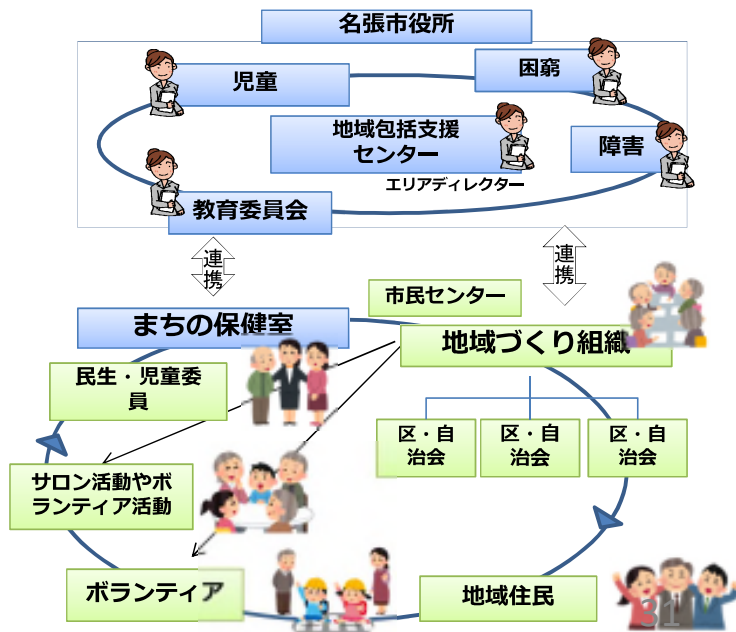 名張市役所
児童
困窮
地域包括支援
センター
障害
エリアディレクター
教育委員会
連携
連携
市民センター
まちの保健室
地域づくり組織
民生・児童委
員
区・自
治会
区・自
治会
区・自
治会
サロン活動やボ
ランティア活動
ボランティア
地域住民
31